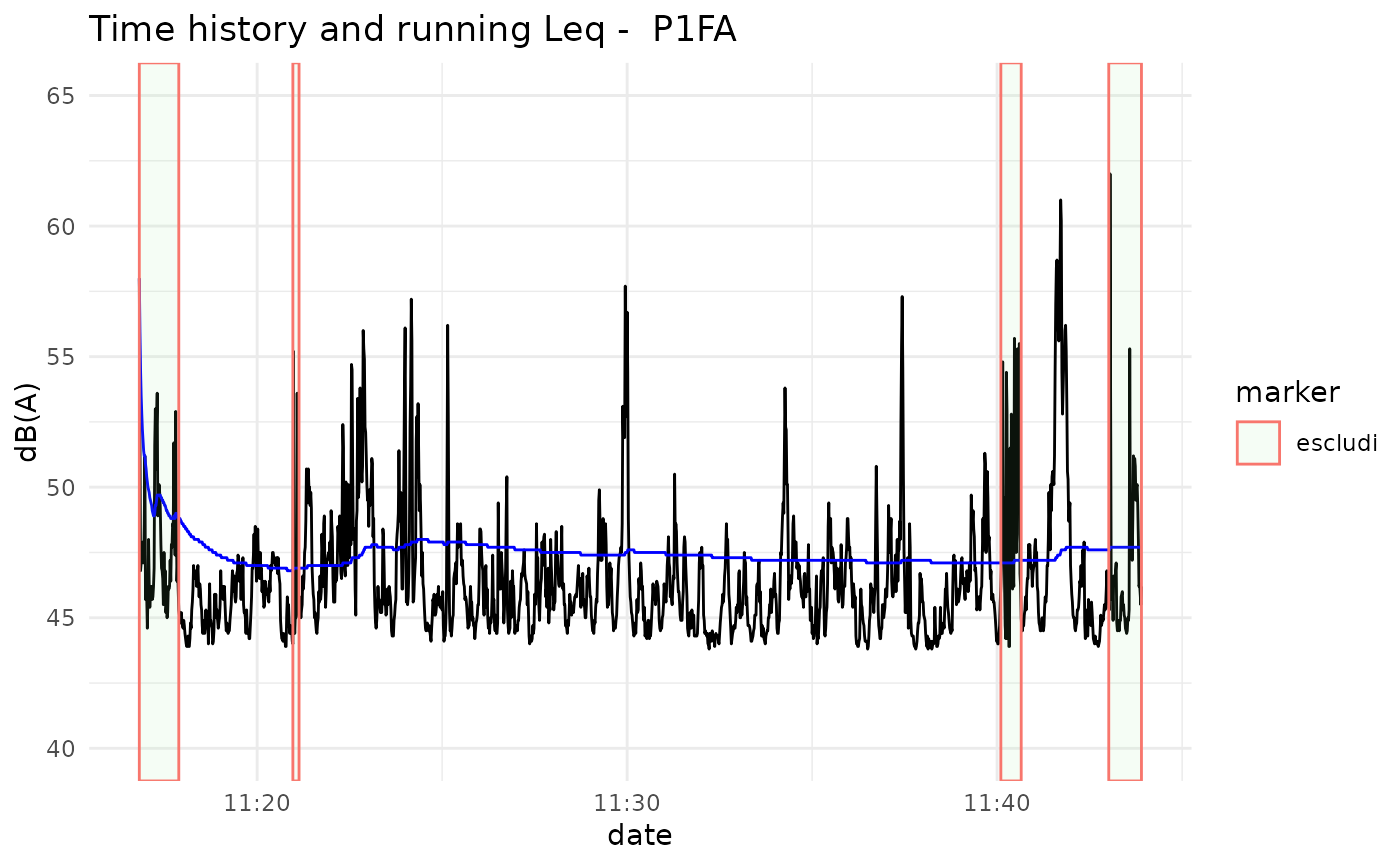 Time history and running Leq -  P1FA
65
60
55
50
45
40
dB(A)
11:20
11:30
11:40
date
marker
escludi